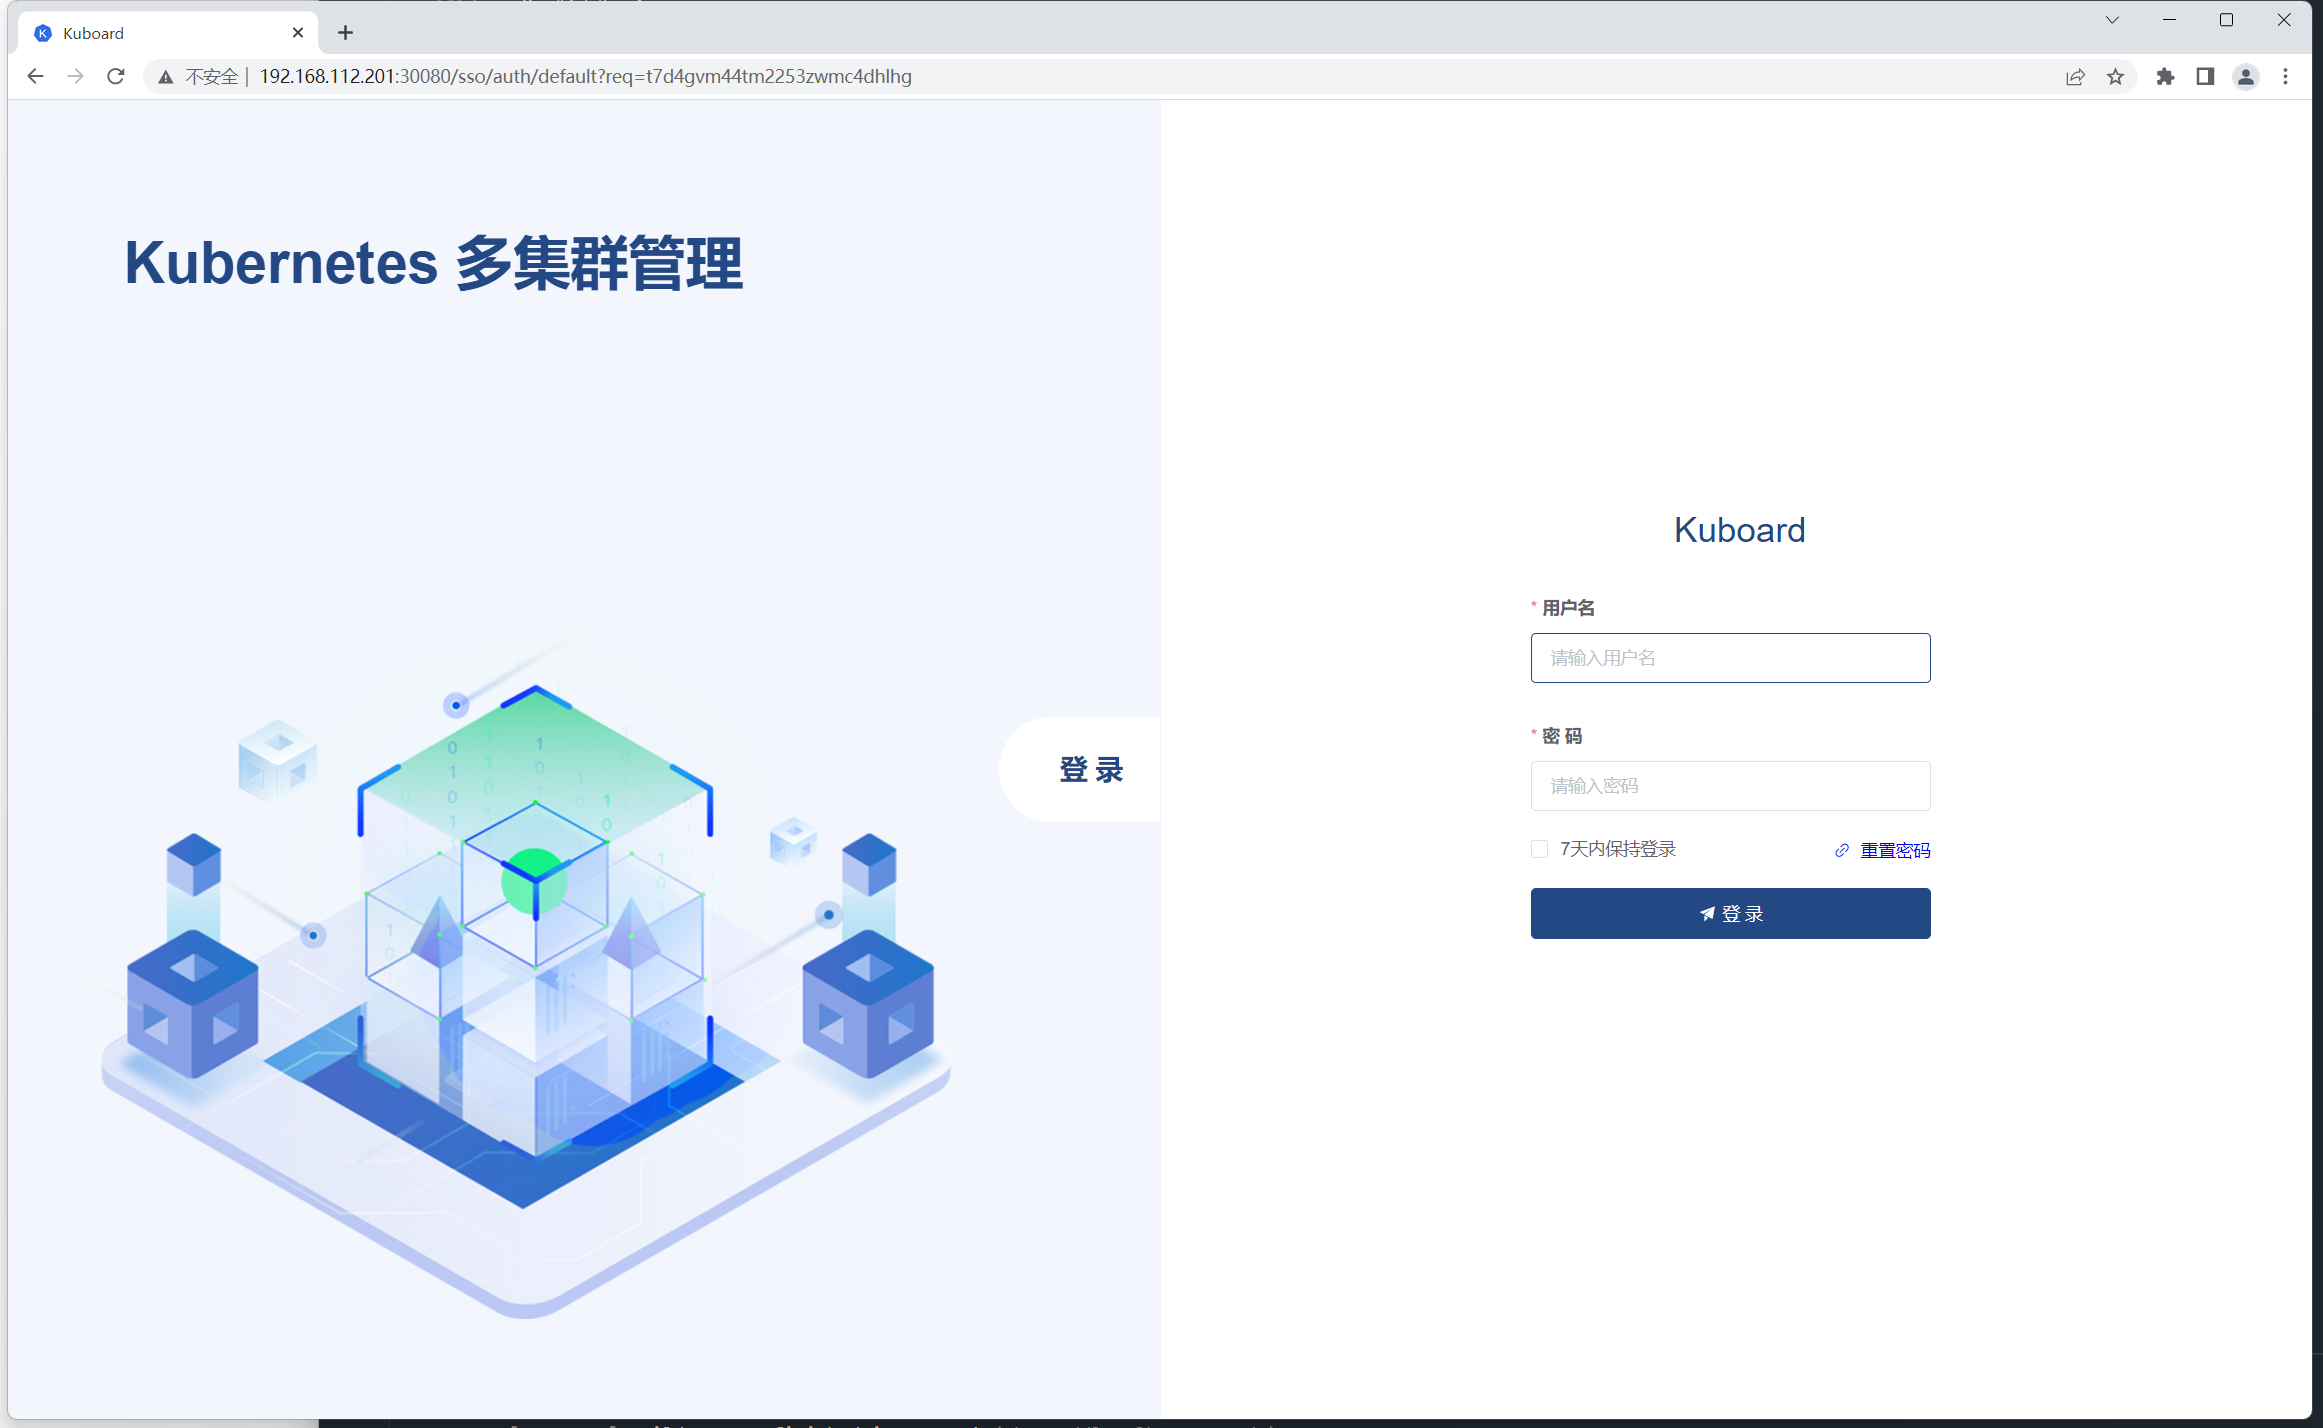 Kuboard
不安全 | 192.168.112.201:30080/sso/auth/default?req=t7d4gvm44tm2253zwmc4dhlhg
Kubernetes 多集群管理
登 录
Kuboard
* 用户名
请输入用户名
* 密 码
请输入密码
7天内保持登录 重置密码
登 录